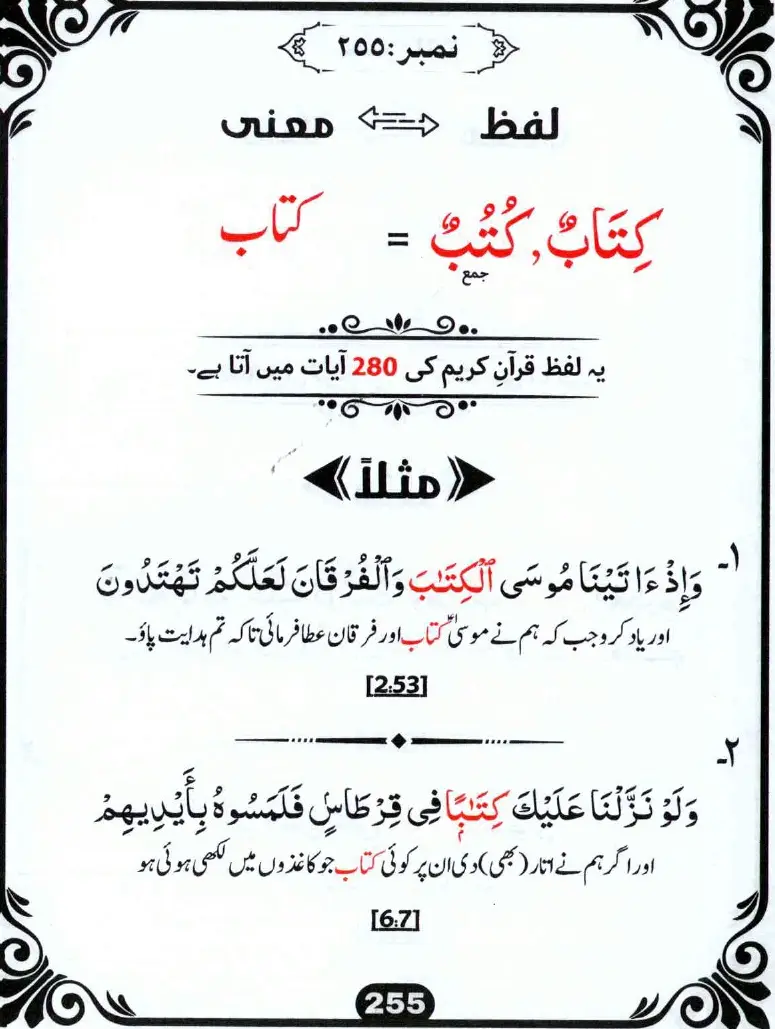 نمبر:۲۵۵
لفظ معنی
كِتَابٌ, كُتُبٌ = کتاب
جمع
یہ لفظ قرآنِ کریم کی 280 آیات میں آتا ہے۔
مثلاً
۱۔
وَإِذْ ءَاتَيْنَا مُوسَى ٱلْكِتَٰبَ وَٱلْفُرْقَانَ لَعَلَّكُمْ تَهْتَدُونَ
اور یاد کرو جب کہ ہم نے موسیٰؑ کتاب اور فرقان عطا فرمائی تاکہ تم ہدایت پاؤ۔
[2:53]
۲۔
وَلَوْ نَزَّلْنَا عَلَيْكَ كِتَٰبًا فِى قِرْطَاسٍ فَلَمَسُوهُ بِأَيْدِيهِمْ
اور اگر ہم نے اتار (بھی) دی ان پر کوئی کتاب جو کاغذوں میں لکھی ہوئی ہو
[6:7]
255